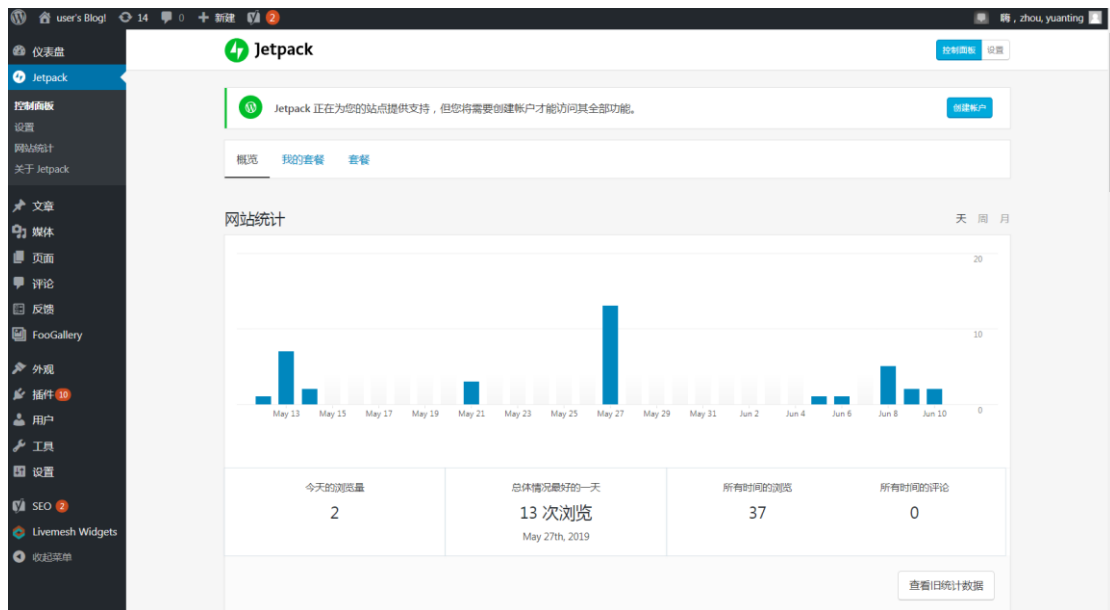 user's Blog! 14 0 新建 2 嗨 , zhou, yuanting
仪表盘
Jetpack
控制面板
设置
网站统计
关于 Jetpack
文章
媒体
页面
评论
反馈
FooGallery
外观
插件 10
用户
工具
设置
SEO 2
Livemesh Widgets
收起菜单
Jetpack 控制面板 设置
Jetpack 正在为您的站点提供支持，但您将需要创建帐户才能访问其全部功能。 创建帐户
概览 我的套餐 套餐
网站统计 天 周 月
20
10
0
May 13 May 15 May 17 May 19 May 21 May 23 May 25 May 27 May 29 May 31 Jun 2 Jun 4 Jun 6 Jun 8 Jun 10
今天的浏览量 总体情况最好的一天 所有时间的浏览 所有时间的评论
2 13 次浏览 37 0
May 27th, 2019
查看旧统计数据